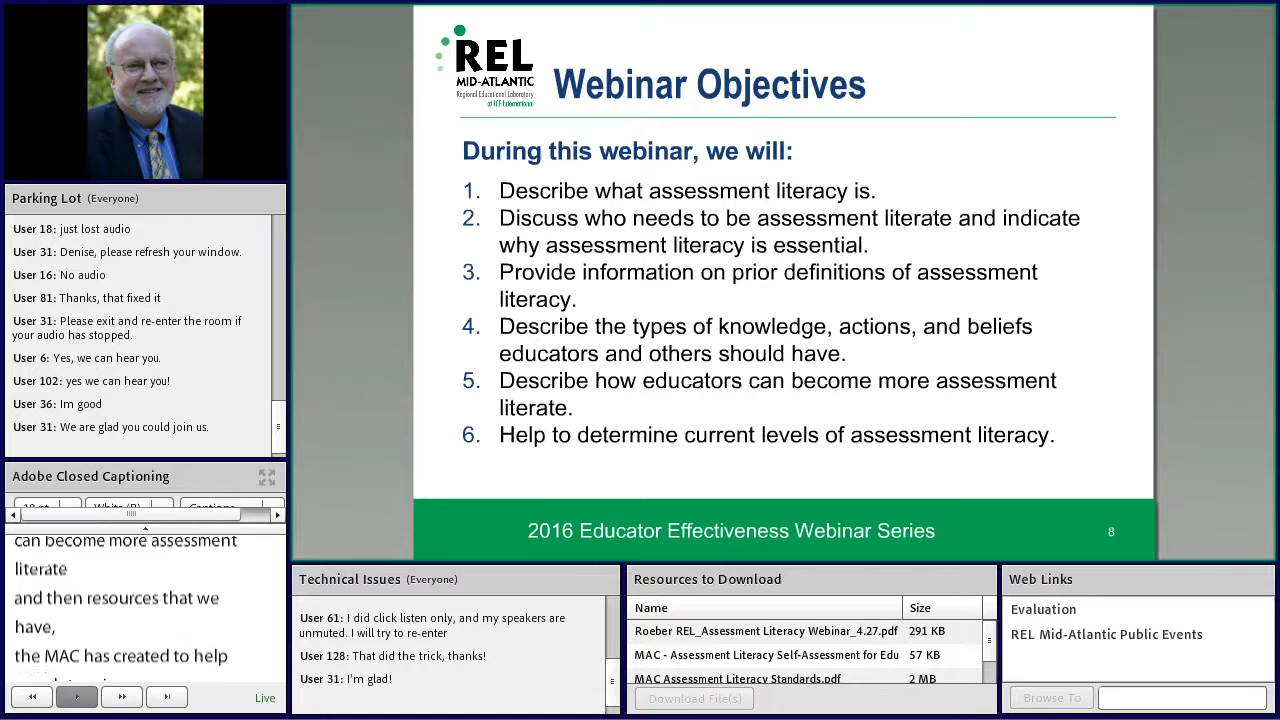 REL
MID-ATLANTIC
Regional Educational Laboratory
at ICF International
Webinar Objectives
During this webinar, we will:
1. Describe what assessment literacy is.
2. Discuss who needs to be assessment literate and indicate
why assessment literacy is essential.
3. Provide information on prior definitions of assessment
literacy.
4. Describe the types of knowledge, actions, and beliefs
educators and others should have.
5. Describe how educators can become more assessment
literate.
6. Help to determine current levels of assessment literacy.
2016 Educator Effectiveness Webinar Series
8
Parking Lot (Everyone)
User 18: just lost audio
User 31: Denise, please refresh your window.
User 16: No audio
User 81: Thanks, that fixed it
User 31: Please exit and re-enter the room if
your audio has stopped.
User 6: Yes, we can hear you.
User 102: yes we can hear you!
User 36: Im good
User 31: We are glad you could join us.
Adobe Closed Captioning
can become more assessment
literate
and then resources that we
have,
the MAC has created to help
Live
Technical Issues (Everyone)
User 61: I did click listen only, and my speakers are
unmuted. I will try to re-enter
User 128: That did the trick, thanks!
User 31: I'm glad!
Resources to Download
Name Size
Roeber REL_Assessment Literacy Webinar_4.27.pdf 291 KB
MAC - Assessment Literacy Self-Assessment for Edu 57 KB
MAC Assessment Literacy Standards.pdf 2 MB
Download File(s)
Web Links
Evaluation
REL Mid-Atlantic Public Events
Browse To